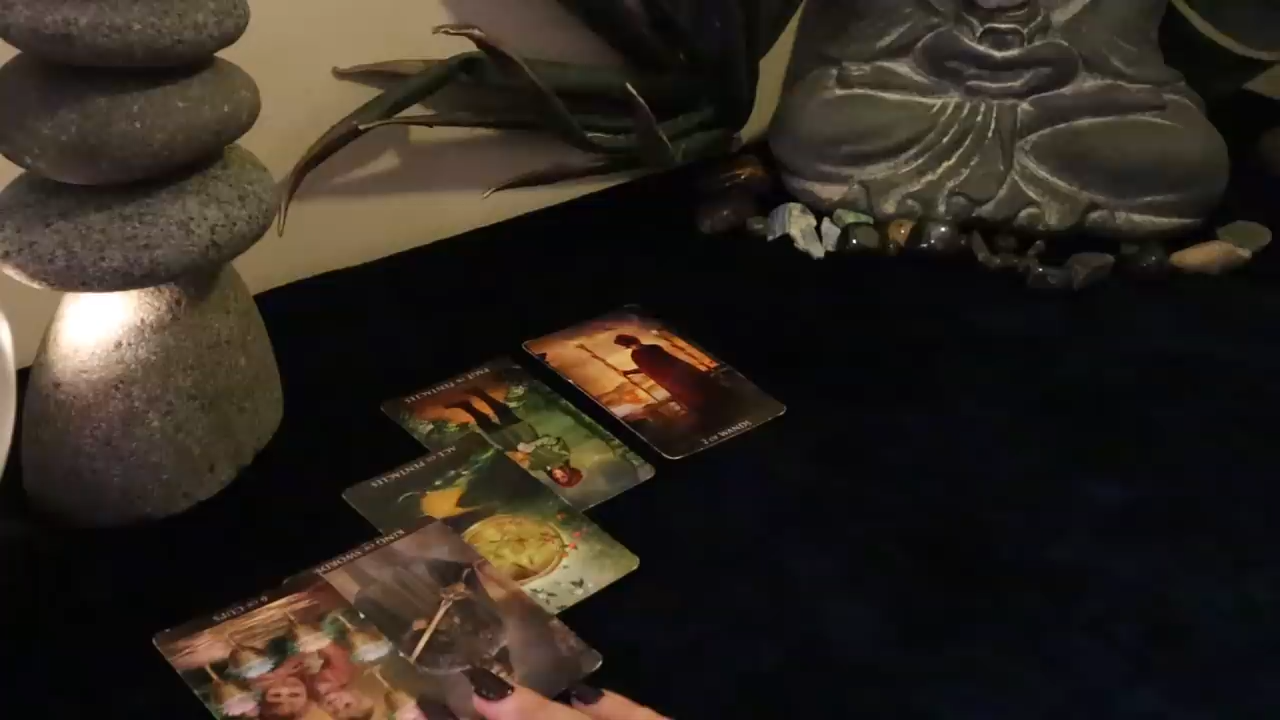 2 OF WANDS
PAGE OF PENTACLES
ACE OF PENTACLES
KING OF SWORDS
6 OF CUPS